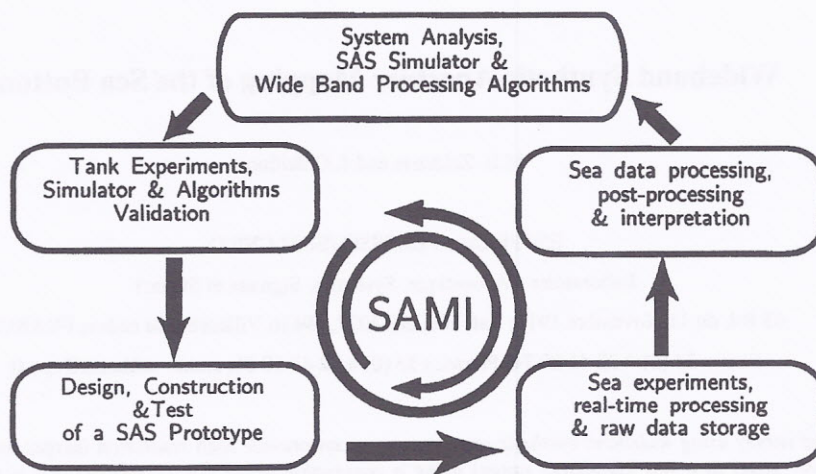 System Analysis,
SAS Simulator &
Wide Band Processing Algorithms
Tank Experiments,
Simulator & Algorithms
Validation
Sea data processing,
post-processing
& interpretation
SAMI
Design, Construction
&Test
of a SAS Prototype
Sea experiments,
real-time processing
& raw data storage